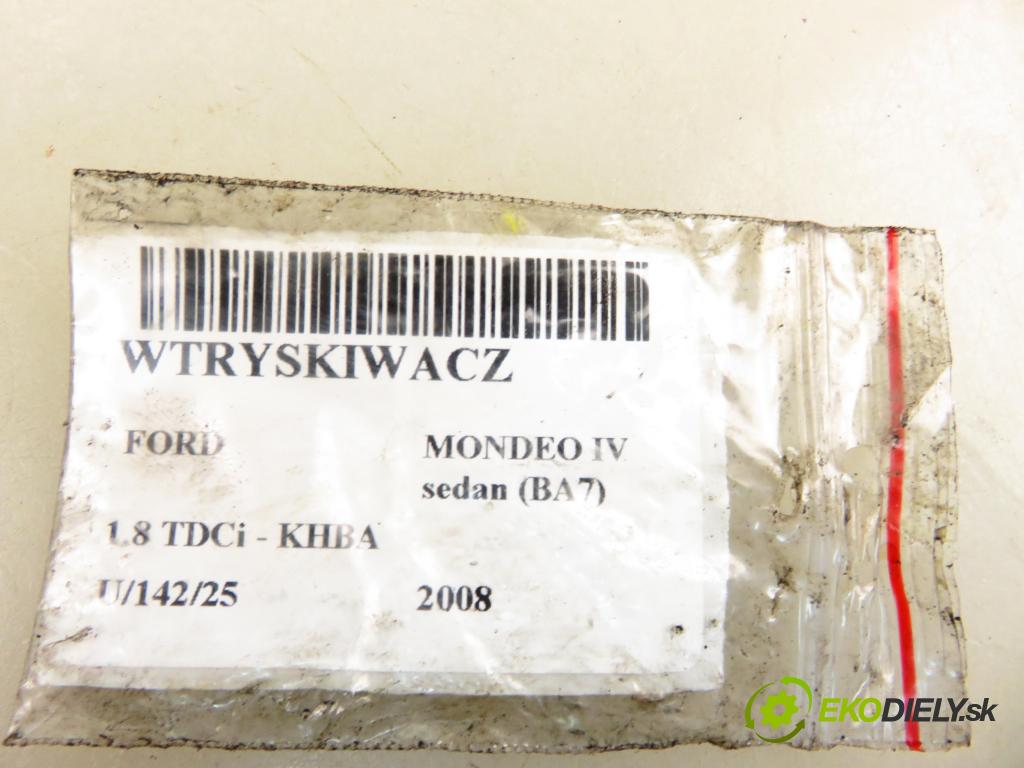 WTRYSKIWACZ
FORD MONDEO IV
sedan (BA7)
1.8 TDCi - KHBA
U/142/25 2008
EKODIELY.sk